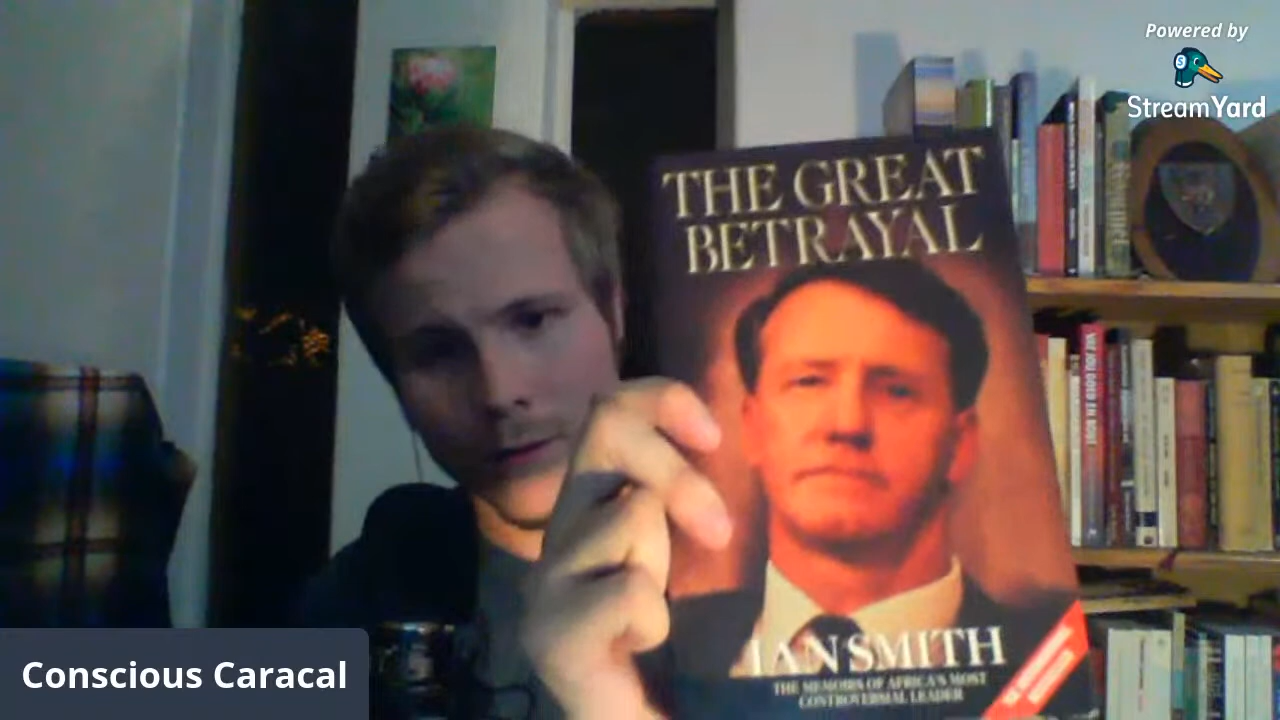 Powered by
StreamYard
THE GREAT
BETRAYAL
IAN SMITH
THE MEMOIRS OF AFRICA'S MOST
CONTROVERSIAL LEADER
Conscious Caracal